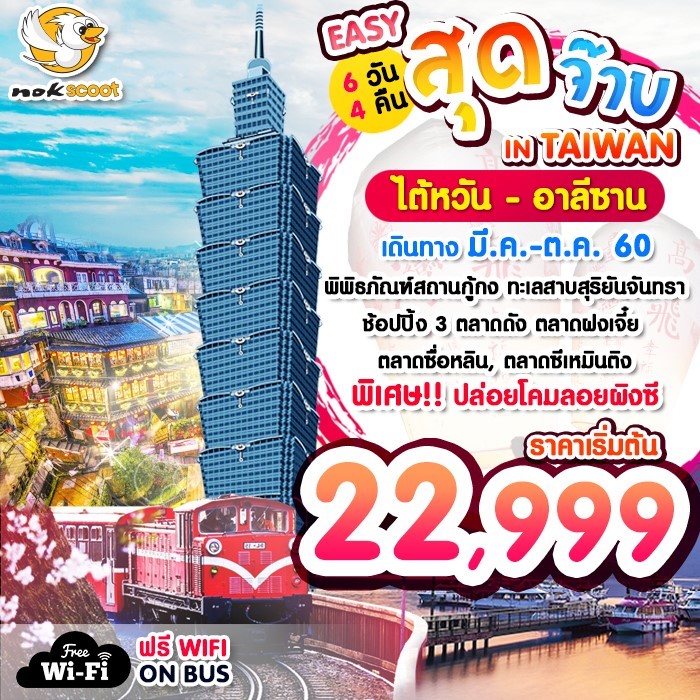 nokscoot
EASY
6 วัน
4 คืน
สุด
จ๊าบ
IN TAIWAN
ไต้หวัน - อาลีซาน
เดินทาง มี.ค.-ต.ค. 60
พิพิธภัณฑ์สถานกู้กง ทะเลสาบสุริยันจันทรา
ช้อปปิ้ง 3 ตลาดดัง ตลาดฝงเจี๋ย
ตลาดซื่อหลิน, ตลาดซีเหมินติง
พิเศษ!! ปล่อยโคมลอยผิงซี
ราคาเริ่มต้น
22,999
Free
Wi-Fi
ฟรี WIFI
ON BUS